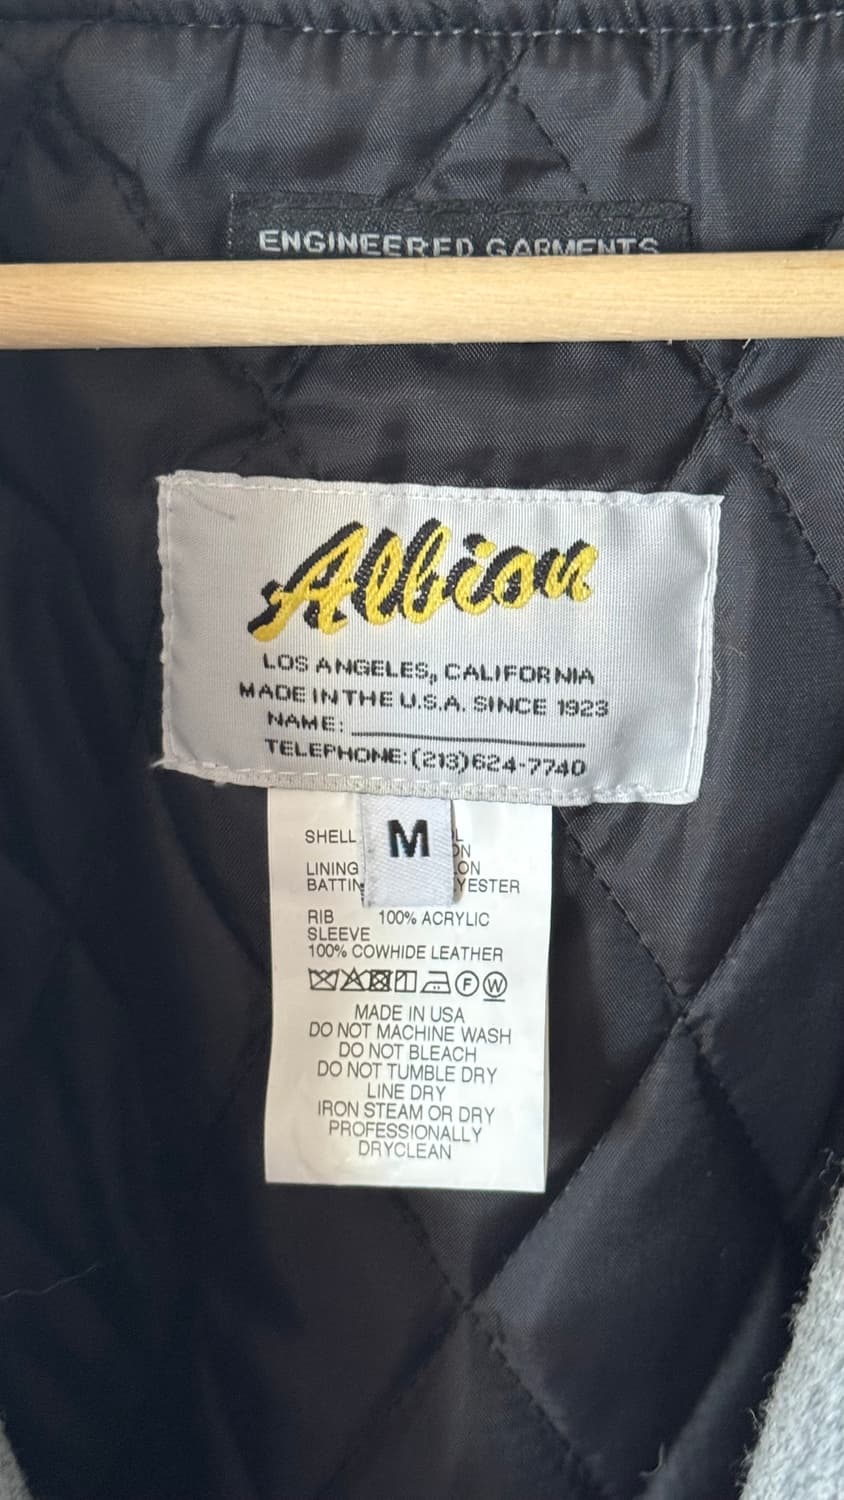 ENGINEERED GARMENTS
Albion
LOS ANGELES, CALIFORNIA
MADE IN THE U.S.A. SINCE 1923
NAME:
TELEPHONE: (213)624-7740
M
SHELL
LINING
RIB 100% ACRYLIC
SLEEVE
100% COWHIDE LEATHER
F W
MADE IN USA
DO NOT MACHINE WASH
DO NOT BLEACH
DO NOT TUMBLE DRY
LINE DRY
IRON STEAM OR DRY
PROFESSIONALLY
DRYCLEAN